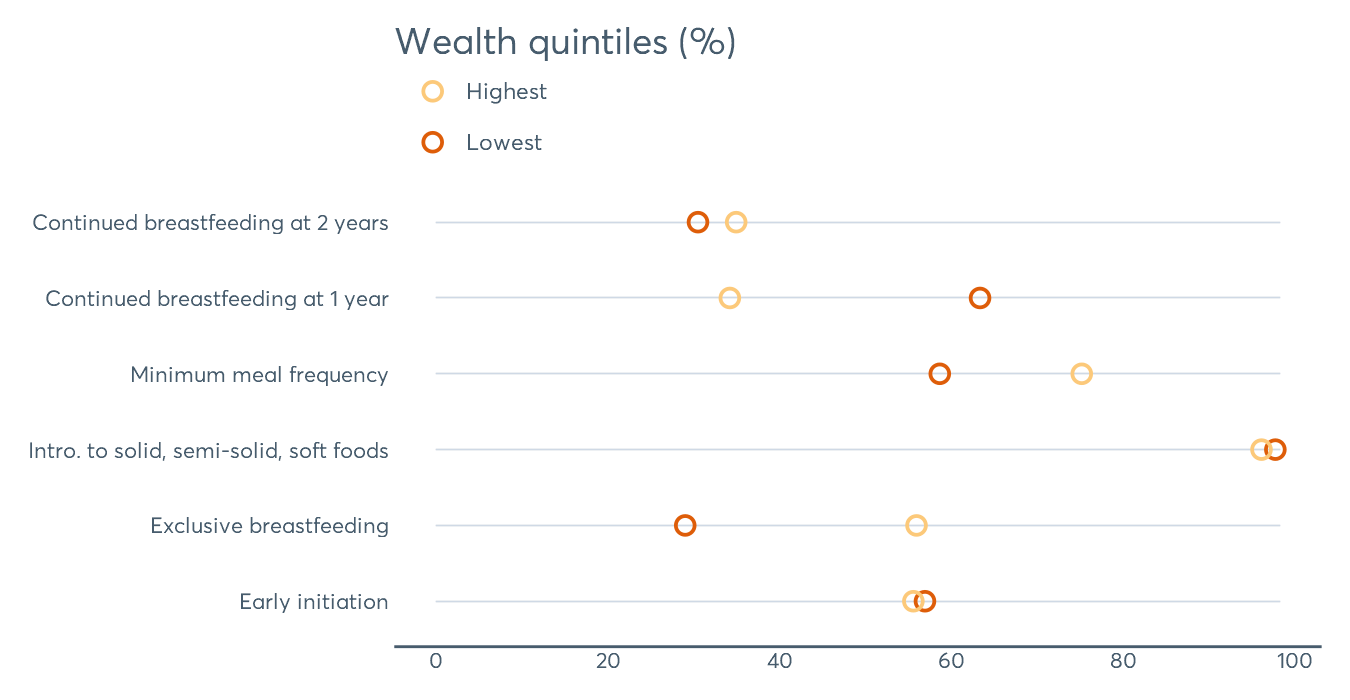 Wealth quintiles (%)
Highest
Lowest
Continued breastfeeding at 2 years
Continued breastfeeding at 1 year
Minimum meal frequency
Intro. to solid, semi-solid, soft foods
Exclusive breastfeeding
Early initiation
0 20 40 60 80 100